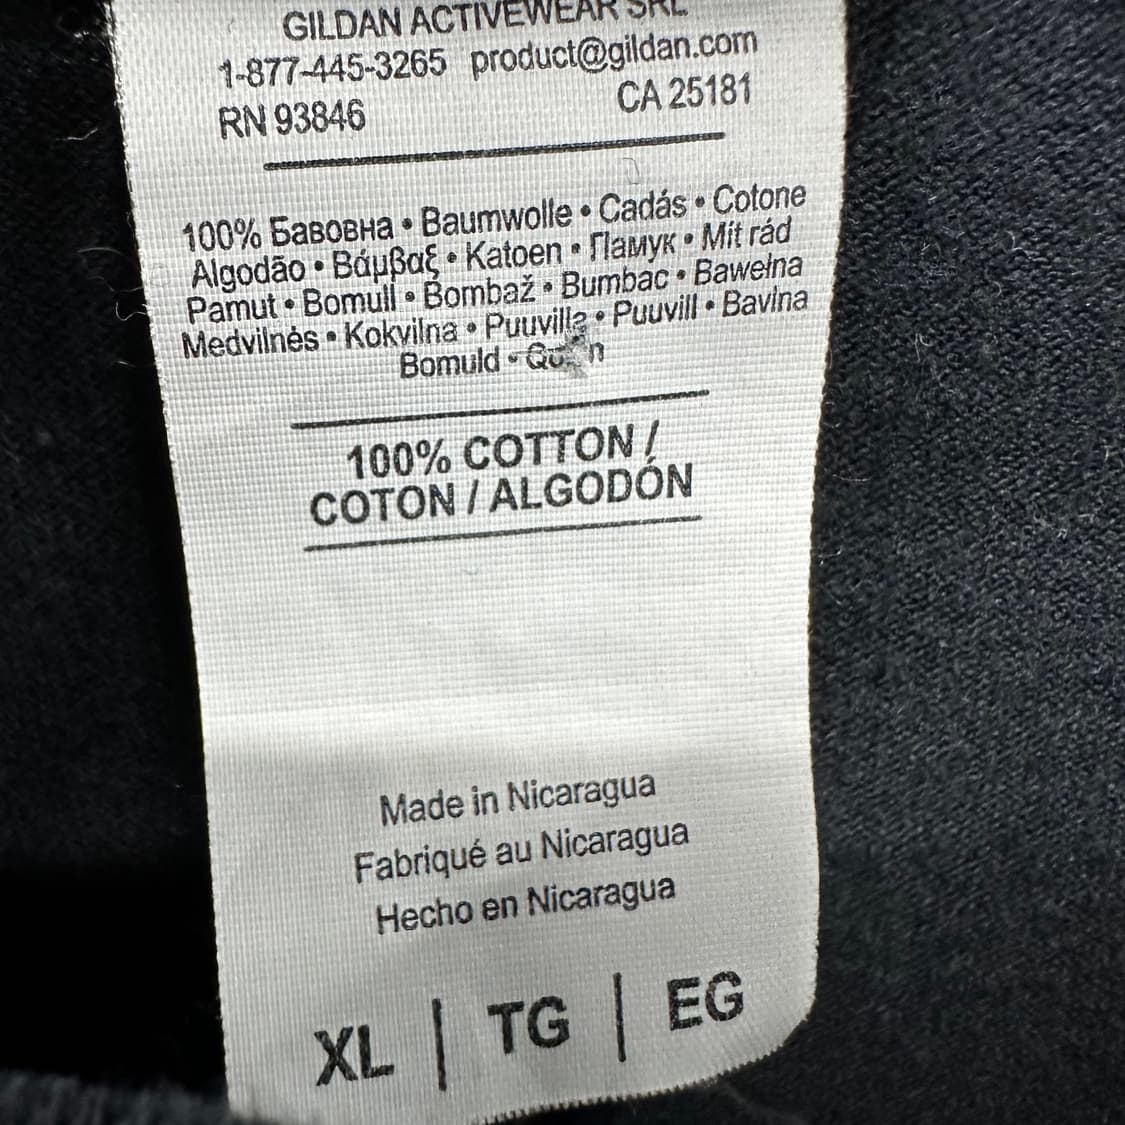 GILDAN ACTIVEWEAR SRL
1-877-445-3265 product@gildan.com
RN 93846 CA 25181
100% Бавовна • Baumwolle • Cadás • Cotone
Algodão • Βάμβαξ • Katoen • Памук • Mit rád
Pamut • Bomull • Bombaž • Bumbac • Bawełna
Medvilnės • Kokvilna • Puuvilla • Puuvill • Bavlna
Bomuld •
100% COTTON /
COTON / ALGODÓN
Made in Nicaragua
Fabriqué au Nicaragua
Hecho en Nicaragua
XL | TG | EG